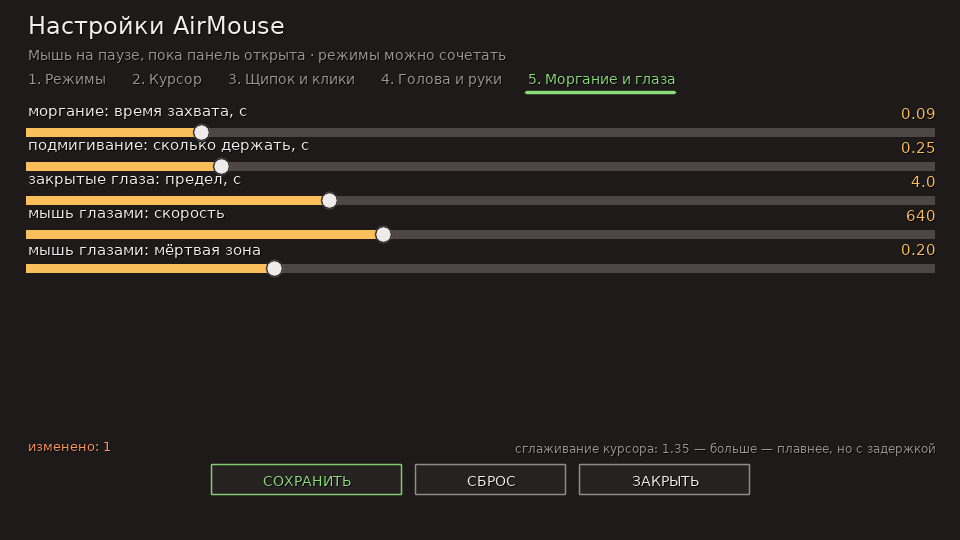 Настройки AirMouse
Мышь на паузе, пока панель открыта · режимы можно сочетать
1. Режимы 2. Курсор 3. Щипок и клики 4. Голова и руки 5. Моргание и глаза
моргание: время захвата, с 0.09
подмигивание: сколько держать, с 0.25
закрытые глаза: предел, с 4.0
мышь глазами: скорость 640
мышь глазами: мёртвая зона 0.20
изменено: 1 сглаживание курсора: 1.35 — больше — плавнее, но с задержкой
СОХРАНИТЬ СБРОС ЗАКРЫТЬ